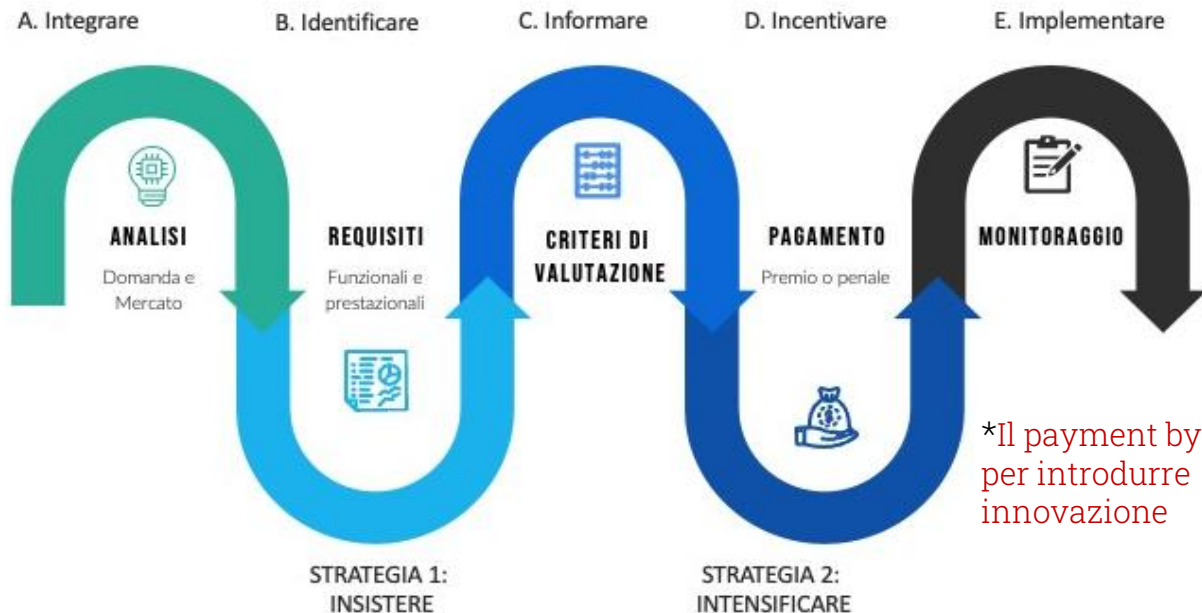 A. Integrare
B. Identificare
C. Informare
D. Incentivare
E. Implementare
ANALISI
Domanda e
Mercato
REQUISITI
Funzionali e
prestazionali
CRITERI DI
VALUTAZIONE
PAGAMENTO
Premio o penale
MONITORAGGIO
*Il payment by
per introdurre
innovazione
STRATEGIA 1:
INSISTERE
STRATEGIA 2:
INTENSIFICARE